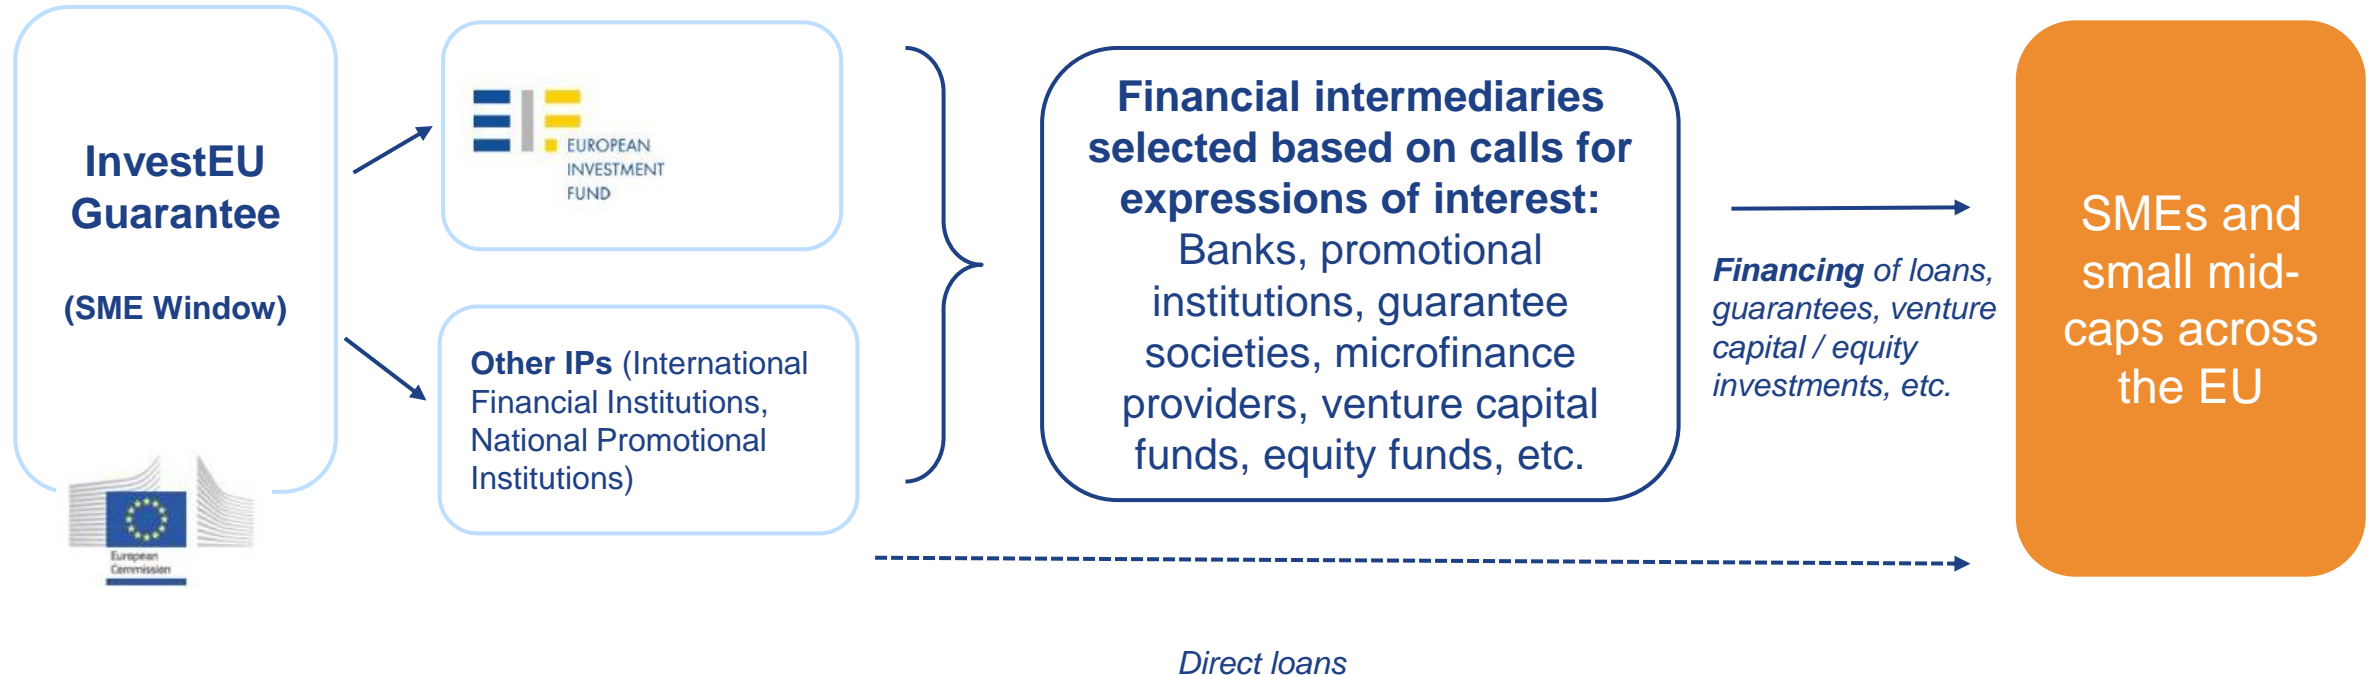 InvestEU
Guarantee
(SME Window)
European
Commission
EUROPEAN
INVESTMENT
FUND
Other IPs (International
Financial Institutions,
National Promotional
Institutions)
Financial intermediaries
selected based on calls for
expressions of interest:
Banks, promotional
institutions, guarantee
societies, microfinance
providers, venture capital
funds, equity funds, etc.
Financing of loans,
guarantees, venture
capital / equity
investments, etc.
SMEs and
small mid-
caps across
the EU
Direct loans